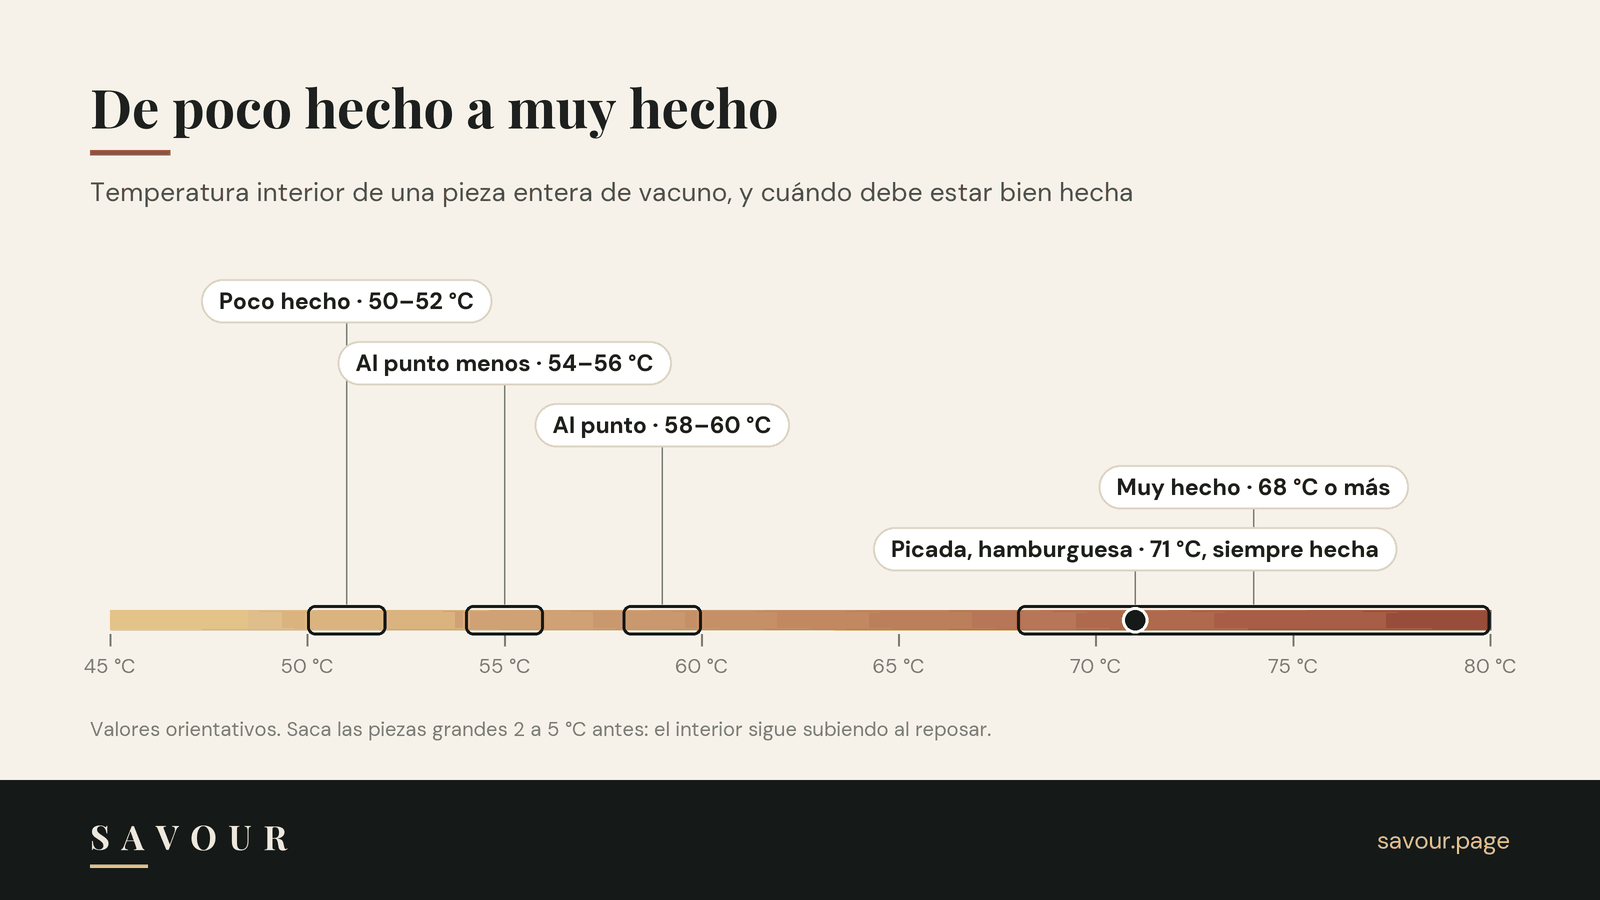 De poco hecho a muy hecho
Temperatura interior de una pieza entera de vacuno, y cuándo debe estar bien hecha
Poco hecho · 50–52 °C
Al punto menos · 54–56 °C
Al punto · 58–60 °C
Muy hecho · 68 °C o más
Picada, hamburguesa · 71 °C, siempre hecha
45 °C
50 °C
55 °C
60 °C
65 °C
70 °C
75 °C
80 °C
Valores orientativos. Saca las piezas grandes 2 a 5 °C antes: el interior sigue subiendo al reposar.
SAVOUR
savour.page